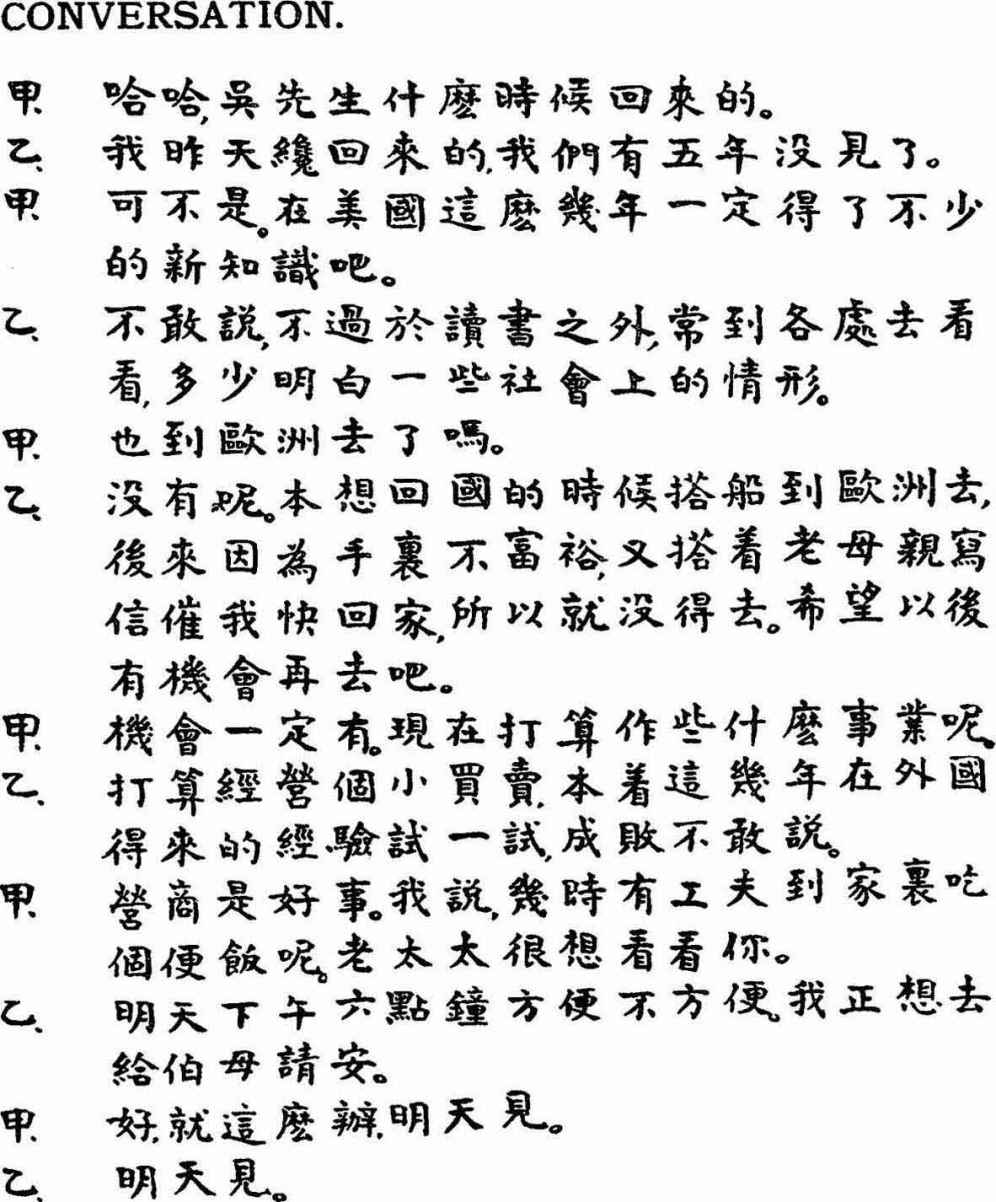 CONVERSATION.
甲. 哈哈,吳先生什麼時候回來的。
乙. 我昨天纔回來的,我們有五年没見了。
甲. 可不是。在美國這麼幾年一定得了不少
的新知識吧。
乙. 不敢說,不過於讀書之外,常到各處去看
看,多少明白一些社會上的情形。
甲. 也到歐洲去了嗎。
乙. 没有呢。本想回國的時候搭船到歐洲去,
後來因為手裏不富裕,又搭着老母親寫
信催我快回家,所以就没得去。希望以後
有機會再去吧。
甲. 機會一定有。現在打算作些什麼事業呢。
乙. 打算經營個小買賣,本着這幾年在外國
得來的經驗試一試,成敗不敢說。
甲. 營商是好事。我說,幾時有工夫到家裏吃
個便飯呢。老太太很想看看你。
乙. 明天下午六點鐘方便不方便。我正想去
給伯母請安。
甲. 好,就這麼辦,明天見。
乙. 明天見。